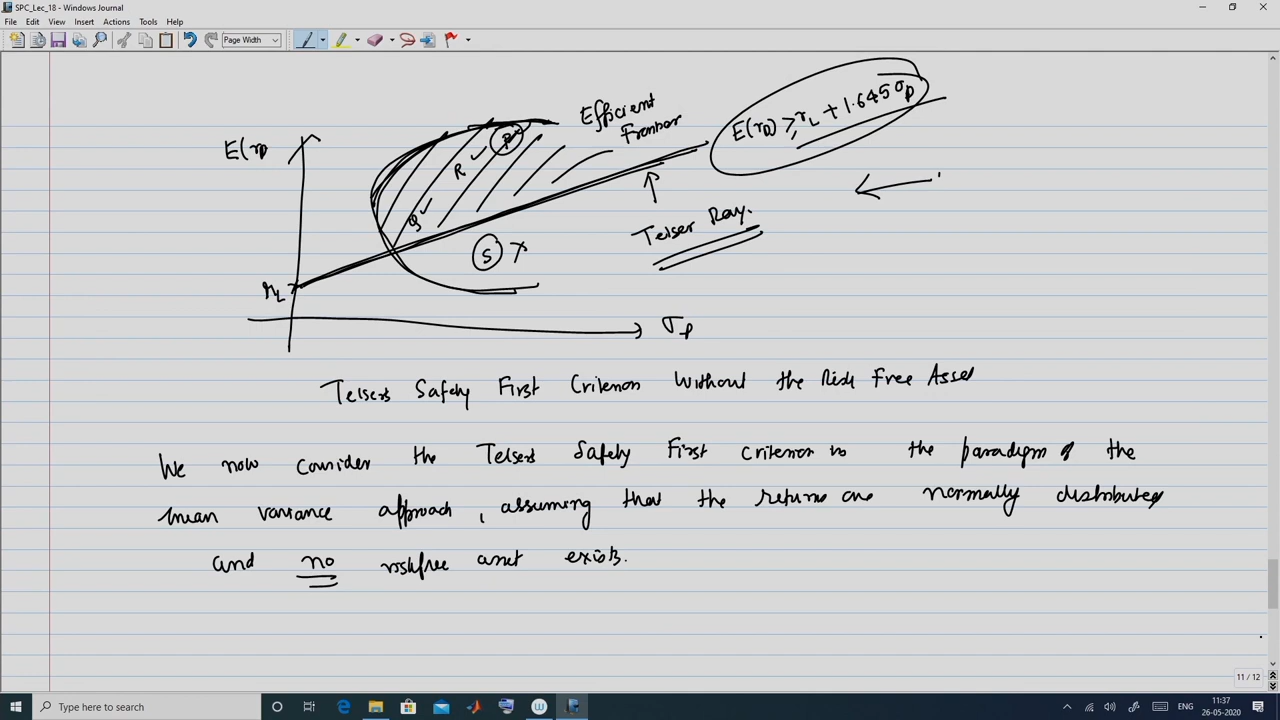 SPC_Lec_18 - Windows Journal
File Edit View Insert Actions Tools Help
Page Width
Efficient
Frontier
E(rp) ≥ rL + 1.645σp
E(rp
P
R
Q
S
Telser Ray.
rL
σp
Telser's Safety First Criterion Without the Risk Free Asset
We now consider the Telser's Safety First criterion in the paradigm of the
mean variance approach, assuming that the returns are normally distributed
and no riskfree asset exists.
11 / 12
Type here to search
ENG
11:37
26-05-2020